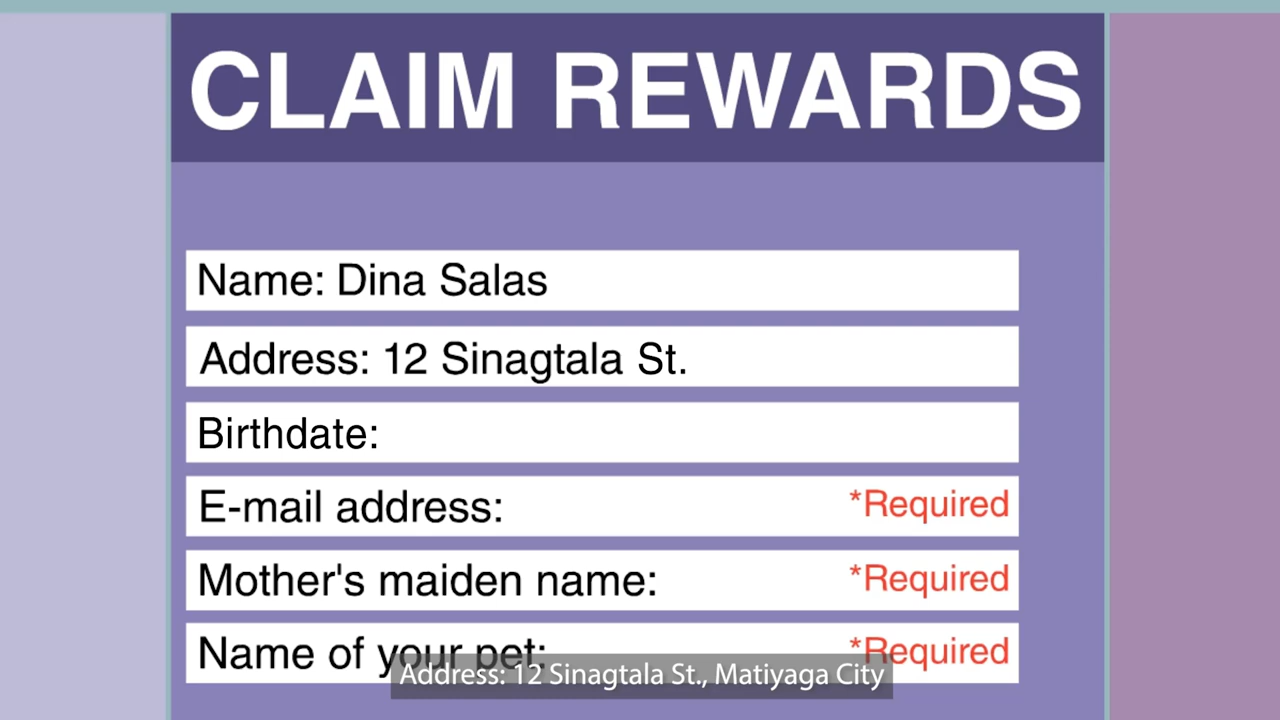 CLAIM REWARDS
Name: Dina Salas
Address: 12 Sinagtala St.
Birthdate:
E-mail address: *Required
Mother's maiden name: *Required
Name of your pet: *Required
Address: 12 Sinagtala St., Matiyaga City